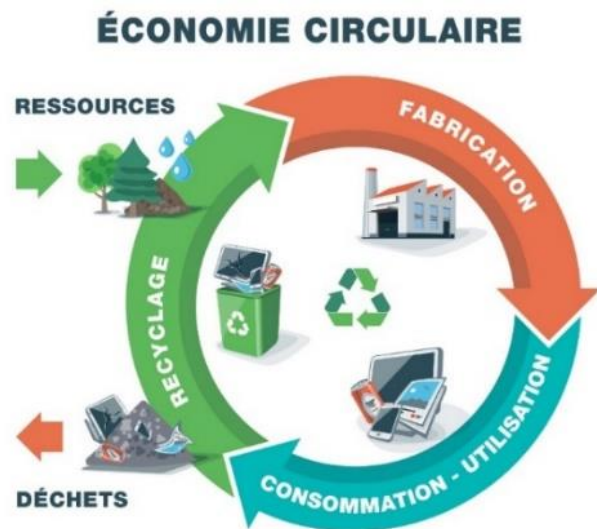 ÉCONOMIE CIRCULAIRE
RESSOURCES
FABRICATION
RECYCLAGE
CONSOMMATION - UTILISATION
DÉCHETS